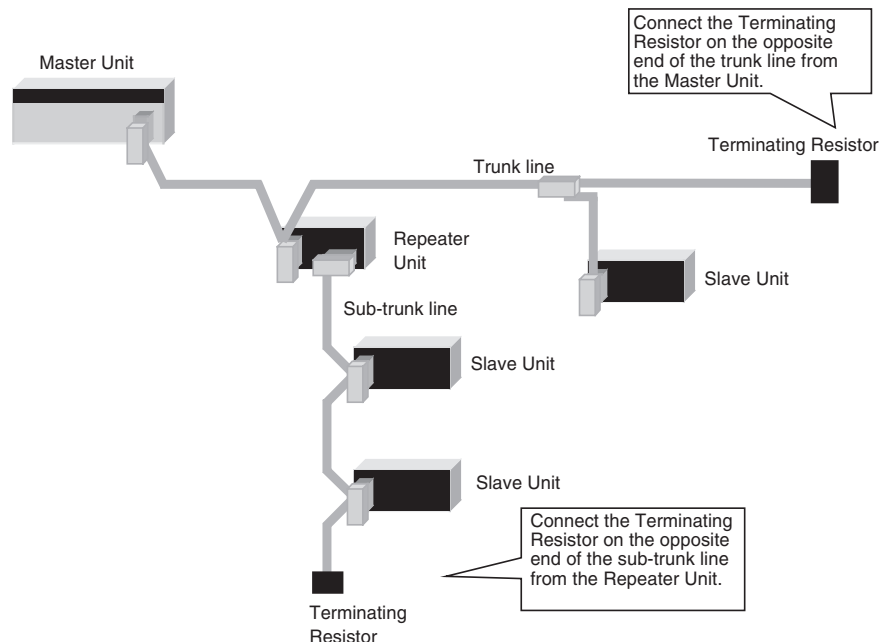 Connect the Terminating
Resistor on the opposite
end of the trunk line from
the Master Unit.
Master Unit
Terminating Resistor
Trunk line
Repeater
Unit
Slave Unit
Sub-trunk line
Slave Unit
Slave Unit
Connect the Terminating
Resistor on the opposite
end of the sub-trunk line
from the Repeater Unit.
Terminating
Resistor